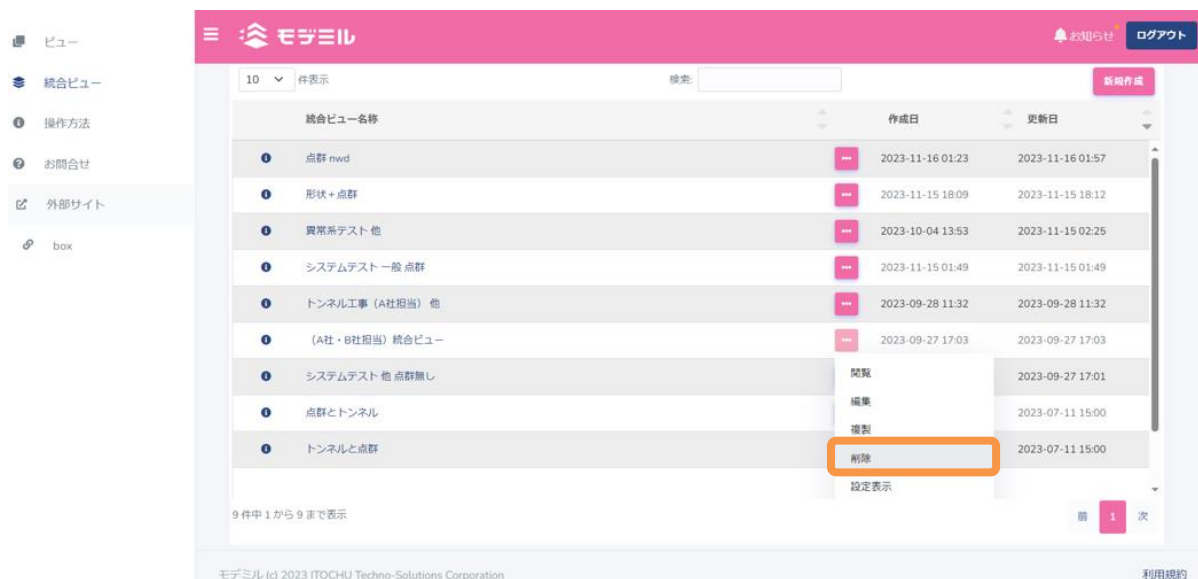 ビュー
統合ビュー
操作方法
お問合せ
外部サイト
box
モデミル
お知らせ
ログアウト
10 件表示
検索:
新規作成
統合ビュー名称 作成日 更新日
点群 nwd 2023-11-16 01:23 2023-11-16 01:57
形状+点群 2023-11-15 18:09 2023-11-15 18:12
異常系テスト 他 2023-10-04 13:53 2023-11-15 02:25
システムテスト 一般 点群 2023-11-15 01:49 2023-11-15 01:49
トンネル工事(A社担当) 他 2023-09-28 11:32 2023-09-28 11:32
(A社・B社担当)統合ビュー 2023-09-27 17:03 2023-09-27 17:03
システムテスト 他 点群無し 2023-09-27 17:01
点群とトンネル 2023-07-11 15:00
トンネルと点群 2023-07-11 15:00
閲覧
編集
複製
削除
設定表示
9 件中 1 から 9 まで表示
前 1 次
モデミル (c) 2023 ITOCHU Techno-Solutions Corporation
利用規約